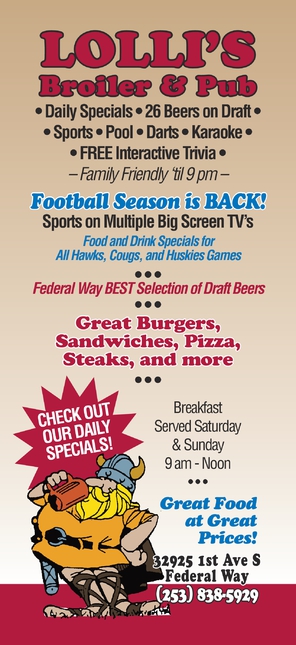 LOLLI'S
Broiler & Pub
• Daily Specials • 26 Beers on Draft •
• Sports • Pool • Darts • Karaoke •
• FREE Interactive Trivia •
– Family Friendly 'til 9 pm –
Football Season is BACK!
Sports on Multiple Big Screen TV's
Food and Drink Specials for
All Hawks, Cougs, and Huskies Games
•••
Federal Way BEST Selection of Draft Beers
•••
Great Burgers,
Sandwiches, Pizza,
Steaks, and more
•••
CHECK OUT
OUR DAILY
SPECIALS!
Breakfast
Served Saturday
& Sunday
9 am - Noon
•••
Great Food
at Great
Prices!
32925 1st Ave S
Federal Way
(253) 838-5929